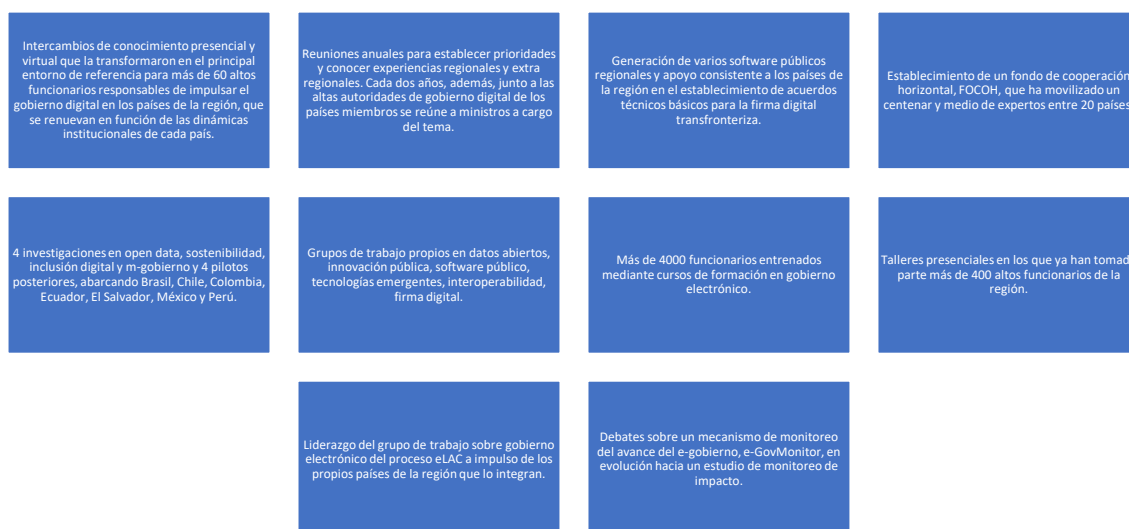 Intercambios de conocimiento presencial y
virtual que la transformaron en el principal
entorno de referencia para más de 60 altos
funcionarios responsables de impulsar el
gobierno digital en los países de la región, que
se renuevan en función de las dinámicas
institucionales de cada país.
Reuniones anuales para establecer prioridades
y conocer experiencias regionales y extra
regionales. Cada dos años, además, junto a las
altas autoridades de gobierno digital de los
países miembros se reúne a ministros a cargo
del tema.
Generación de varios software públicos
regionales y apoyo consistente a los países de
la región en el establecimiento de acuerdos
técnicos básicos para la firma digital
transfronteriza.
Establecimiento de un fondo de cooperación
horizontal, FOCOH, que ha movilizado un
centenar y medio de expertos entre 20 países
4 investigaciones en open data, sostenibilidad,
inclusión digital y m-gobierno y 4 pilotos
posteriores, abarcando Brasil, Chile, Colombia,
Ecuador, El Salvador, México y Perú.
Grupos de trabajo propios en datos abiertos,
innovación pública, software público,
tecnologías emergentes, interoperabilidad,
firma digital.
Más de 4000 funcionarios entrenados
mediante cursos de formación en gobierno
electrónico.
Talleres presenciales en los que ya han tomad
parte más de 400 altos funcionarios de la
región.
Liderazgo del grupo de trabajo sobre gobierno
electrónico del proceso eLAC a impulso de los
propios países de la región que lo integran.
Debates sobre un mecanismo de monitoreo
del avance del e-gobierno, e-GovMonitor, en
evolución hacia un estudio de monitoreo de
impacto.